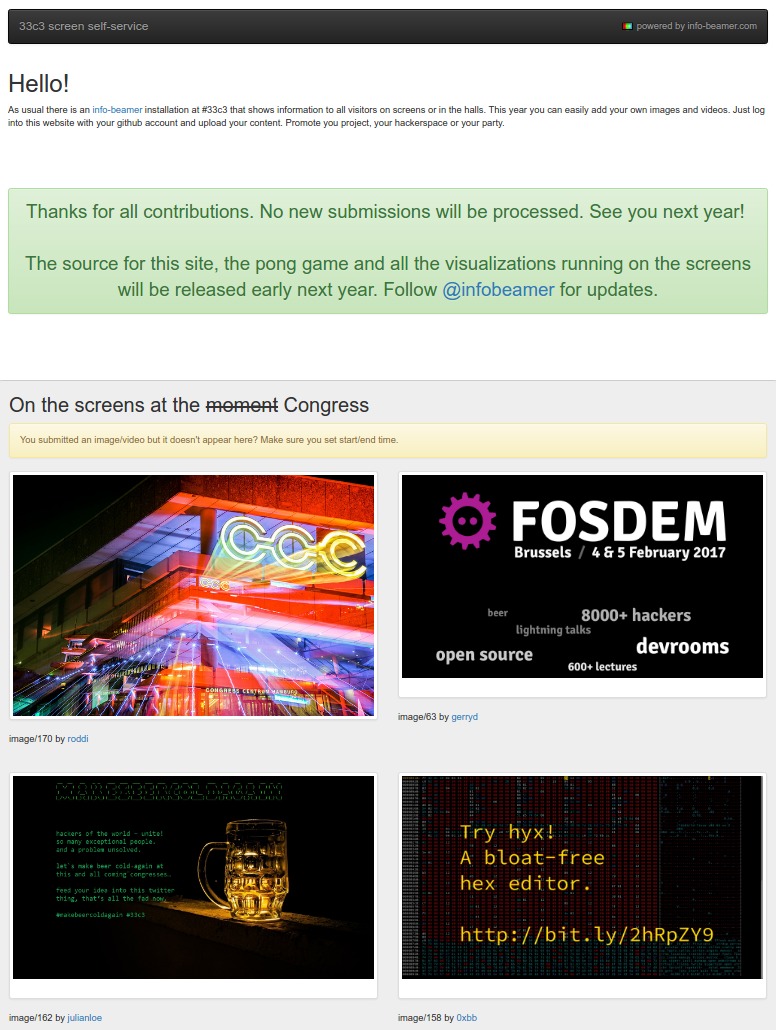 33c3 screen self-service
powered by info-beamer.com
Hello!
As usual there is an info-beamer installation at #33c3 that shows information to all visitors on screens or in the halls. This year you can easily add your own images and videos. Just log
into this website with your github account and upload your content. Promote you project, your hackerspace or your party.
Thanks for all contributions. No new submissions will be processed. See you next year!
The source for this site, the pong game and all the visualizations running on the screens
will be released early next year. Follow @infobeamer for updates.
On the screens at the moment Congress
You submitted an image/video but it doesn't appear here? Make sure you set start/end time.
CCC
CCC
CONGRESS CENTRUM HAMBURG
image/170 by roddi
FOSDEM
Brussels / 4 & 5 February 2017
beer
8000+ hackers
lightning talks
devrooms
open source
600+ lectures
image/63 by gerryd
hackers of the world - unite!
so many exceptional people.
and a problem unsolved.
let's make beer cold-again at
this and all coming congresses.
feed your idea into this twitter
thing, that's all the fad now.
#makebeercoldagain #33c3
image/162 by julianloe
Try hyx!
A bloat-free
hex editor.
http://bit.ly/2hRpZY9
image/158 by 0xbb